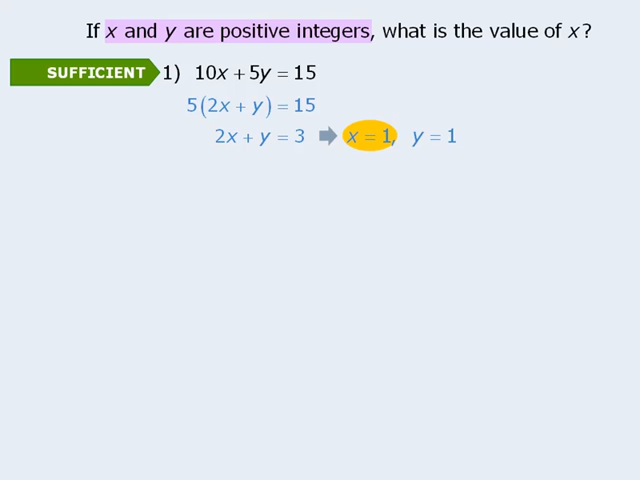 If x and y are positive integers, what is the value of x?
SUFFICIENT 1) 10x + 5y = 15
5(2x + y) = 15
2x + y = 3 ➡ x = 1, y = 1